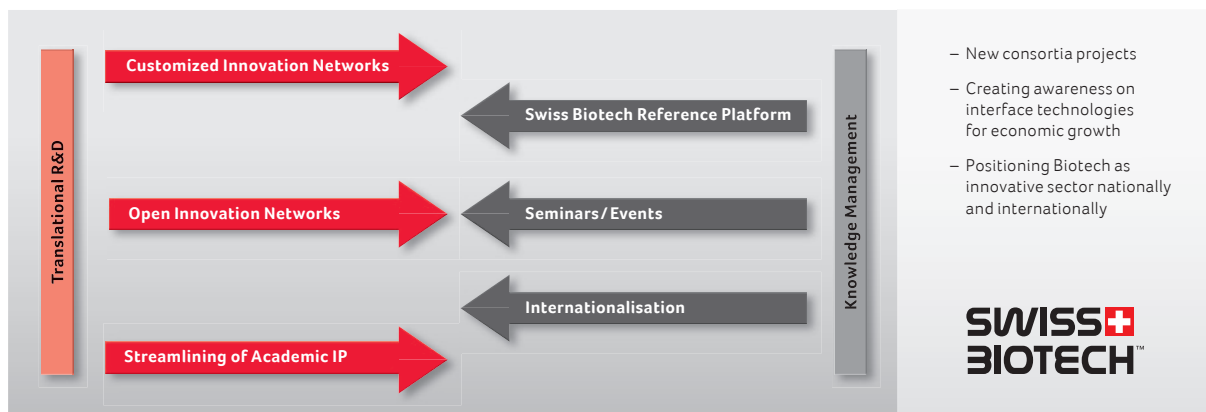 Translational R&D
Customized Innovation Networks
Swiss Biotech Reference Platform
Open Innovation Networks
Seminars / Events
Internationalisation
Streamlining of Academic IP
Knowledge Management
– New consortia projects
– Creating awareness on
interface technologies
for economic growth
– Positioning Biotech as
innovative sector nationally
and internationally
SWISS
BIOTECH™